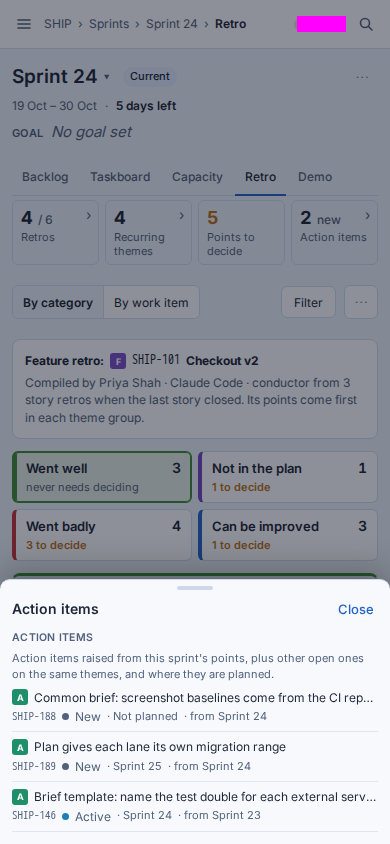 SHIP › Sprints › Sprint 24 › Retro
Sprint 24 ▾ Current ...
19 Oct – 30 Oct · 5 days left
GOAL No goal set
Backlog Taskboard Capacity Retro Demo
4 / 6 › Retros
4 › Recurring themes
5 Points to decide
2 new › Action items
By category By work item Filter ...
Feature retro: F SHIP-101 Checkout v2
Compiled by Priya Shah · Claude Code · conductor from 3
story retros when the last story closed. Its points come first
in each theme group.
Went well 3
never needs deciding
Not in the plan 1
1 to decide
Went badly 4
3 to decide
Can be improved 3
1 to decide
Action items Close
ACTION ITEMS
Action items raised from this sprint's points, plus other open ones
on the same themes, and where they are planned.
A Common brief: screenshot baselines come from the CI rep...
SHIP-188 ● New · Not planned · from Sprint 24
A Plan gives each lane its own migration range
SHIP-189 ● New · Sprint 25 · from Sprint 24
A Brief template: name the test double for each external serv...
SHIP-146 ● Active · Sprint 24 · from Sprint 23